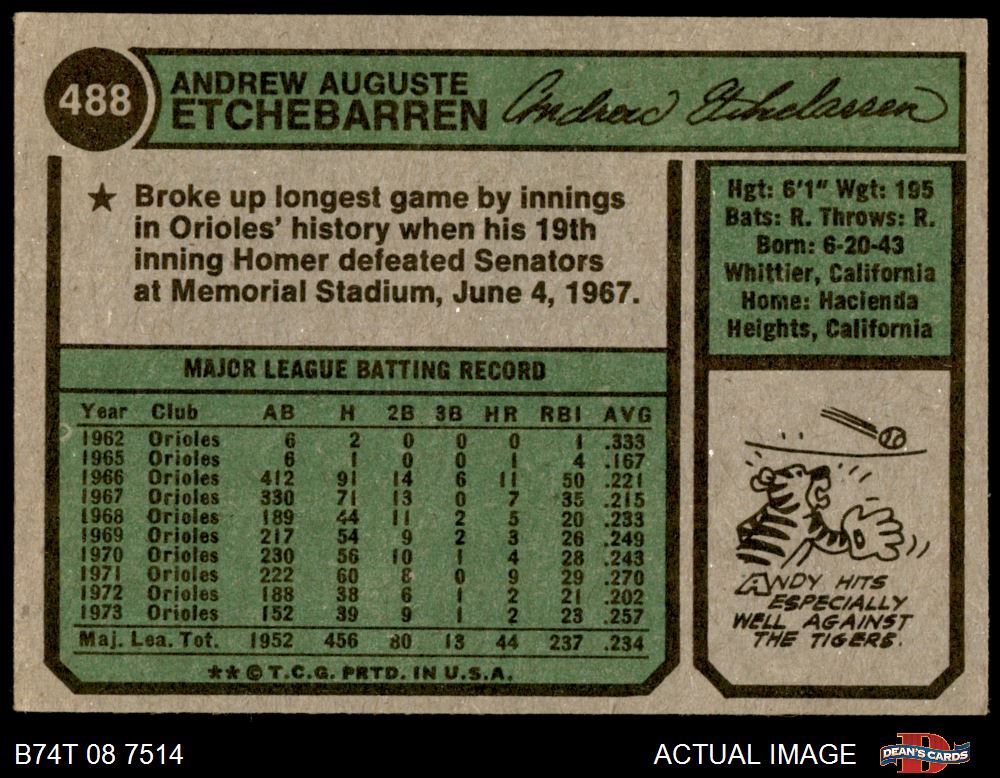 488
ANDREW AUGUSTE
ETCHEBARREN
Andrew Etchebarren
★ Broke up longest game by innings
in Orioles' history when his 19th
inning Homer defeated Senators
at Memorial Stadium, June 4, 1967.
Hgt: 6'1" Wgt: 195
Bats: R. Throws: R.
Born: 6-20-43
Whittier, California
Home: Hacienda
Heights, California
MAJOR LEAGUE BATTING RECORD
Year Club AB H 2B 3B HR RBI AVG
1962 Orioles 6 2 0 0 0 1 .333
1965 Orioles 6 1 0 0 1 4 .167
1966 Orioles 412 91 14 6 11 50 .221
1967 Orioles 330 71 13 0 7 35 .215
1968 Orioles 189 44 11 2 5 20 .233
1969 Orioles 217 54 9 2 3 26 .249
1970 Orioles 230 56 10 1 4 28 .243
1971 Orioles 222 60 8 0 9 29 .270
1972 Orioles 188 38 6 1 2 21 .202
1973 Orioles 152 39 9 1 2 23 .257
Maj. Lea. Tot. 1952 456 80 13 44 237 .234
** © T.C.G. PRTD. IN U.S.A.
ANDY HITS
ESPECIALLY
WELL AGAINST
THE TIGERS.
B74T 08 7514
ACTUAL IMAGE
D
DEAN'S CARDS